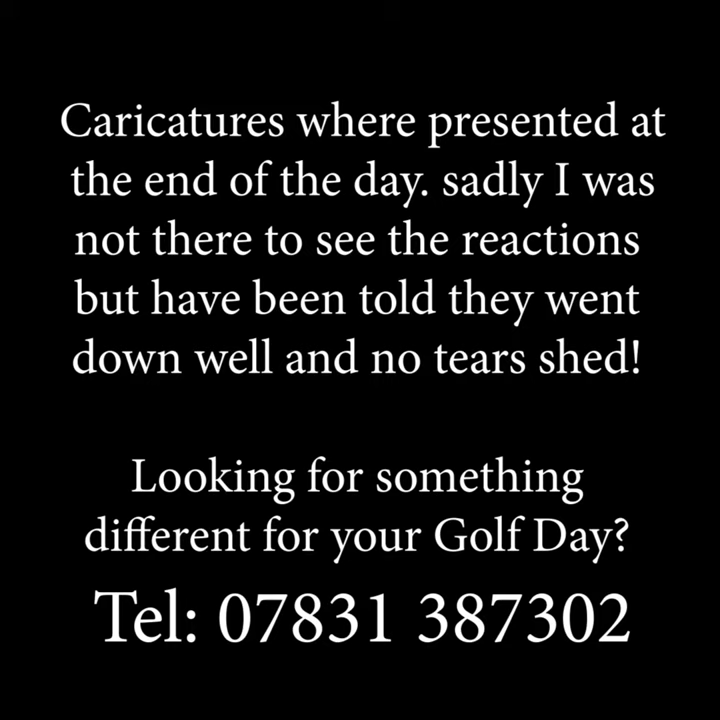 Caricatures where presented at
the end of the day. sadly I was
not there to see the reactions
but have been told they went
down well and no tears shed!
Looking for something
different for your Golf Day?
Tel: 07831 387302